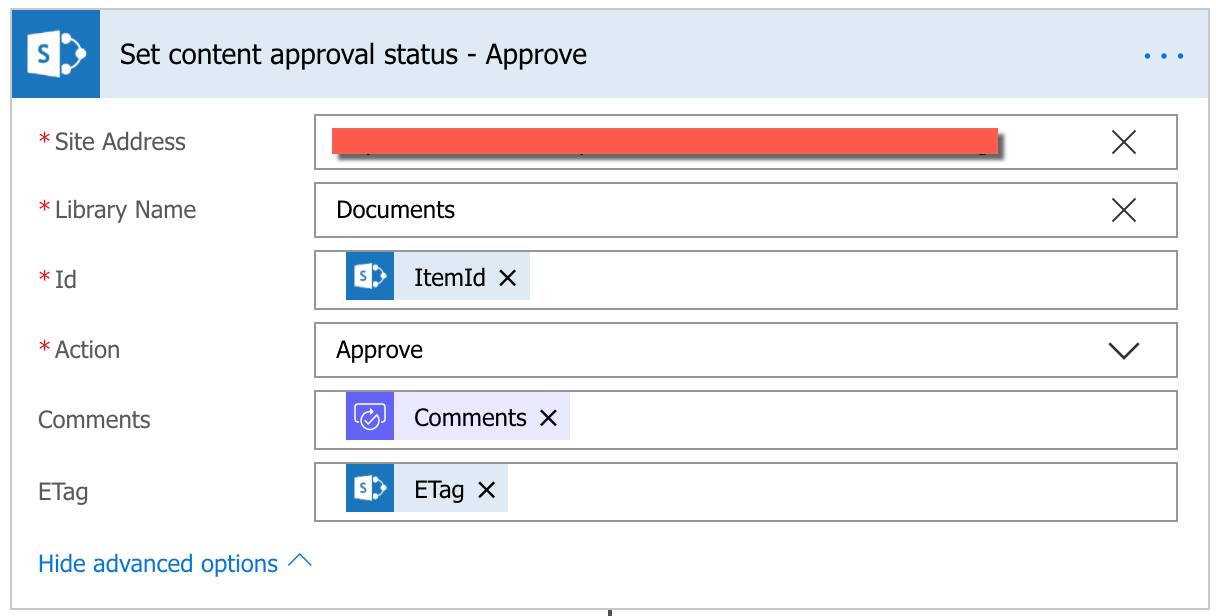 Set content approval status - Approve
* Site Address
* Library Name Documents
* Id ItemId
* Action Approve
Comments Comments
ETag ETag
Hide advanced options